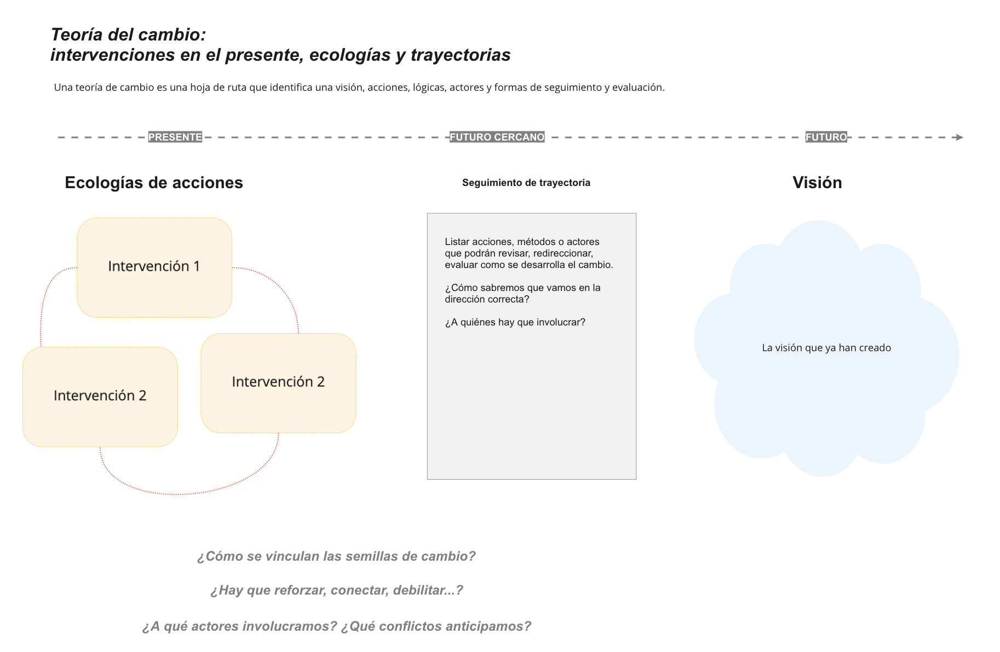 Teoría del cambio:
intervenciones en el presente, ecologías y trayectorias
Una teoría de cambio es una hoja de ruta que identifica una visión, acciones, lógicas, actores y formas de seguimiento y evaluación.
PRESENTE
FUTURO CERCANO
FUTURO
Ecologías de acciones
Intervención 1
Intervención 2
Intervención 2
Seguimiento de trayectoria
Listar acciones, métodos o actores
que podrán revisar, redireccionar,
evaluar como se desarrolla el cambio.
¿Cómo sabremos que vamos en la
dirección correcta?
¿A quiénes hay que involucrar?
Visión
La visión que ya han creado
¿Cómo se vinculan las semillas de cambio?
¿Hay que reforzar, conectar, debilitar...?
¿A qué actores involucramos? ¿Qué conflictos anticipamos?